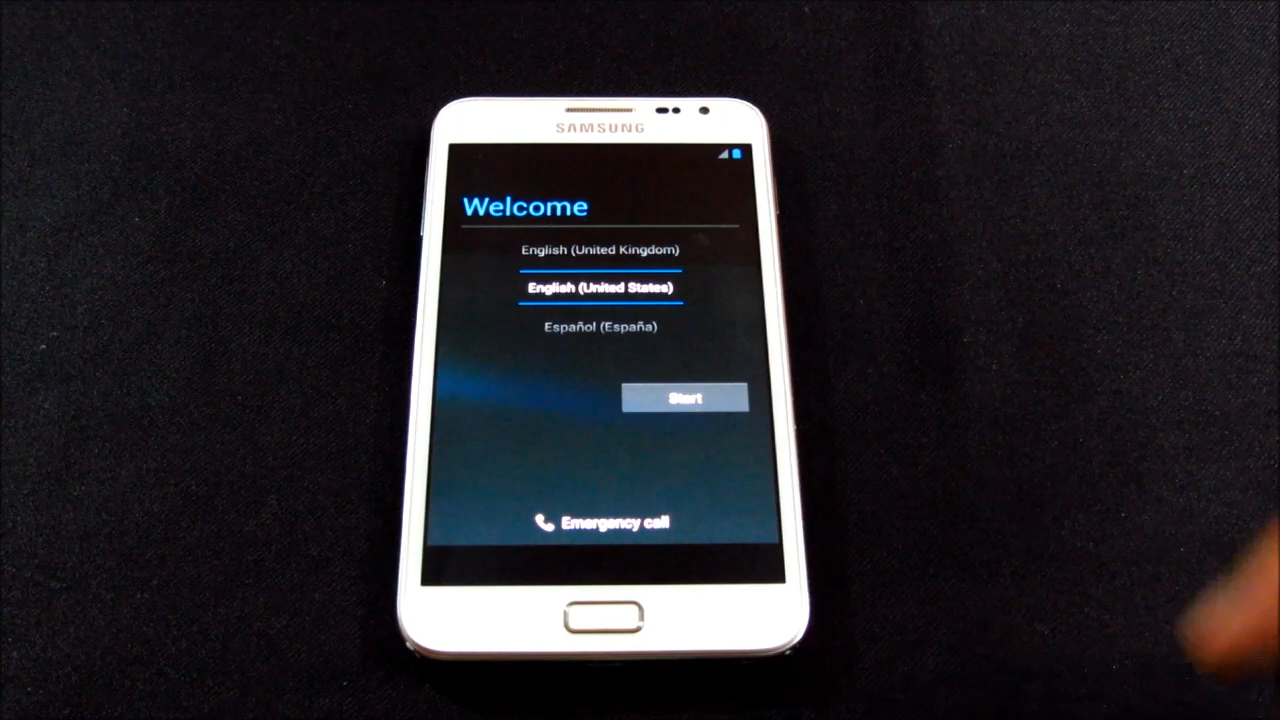 SAMSUNG
Welcome
English (United Kingdom)
English (United States)
Español (España)
Start
Emergency call